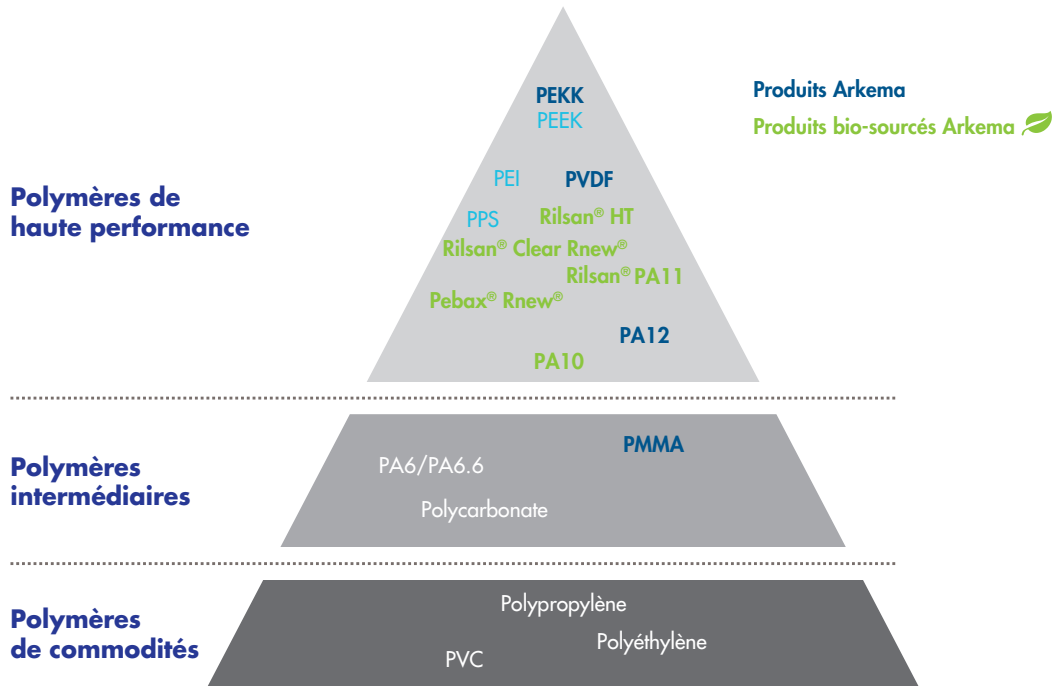 PEKK
PEEK
Produits Arkema
Produits bio-sourcés Arkema
Polymères de
haute performance
PEI
PVDF
PPS
Rilsan® HT
Rilsan® Clear Rnew®
Rilsan® PA11
Pebax® Rnew®
PA12
PA10
Polymères
intermédiaires
PMMA
PA6/PA6.6
Polycarbonate
Polymères
de commodités
Polypropylène
Polyéthylène
PVC